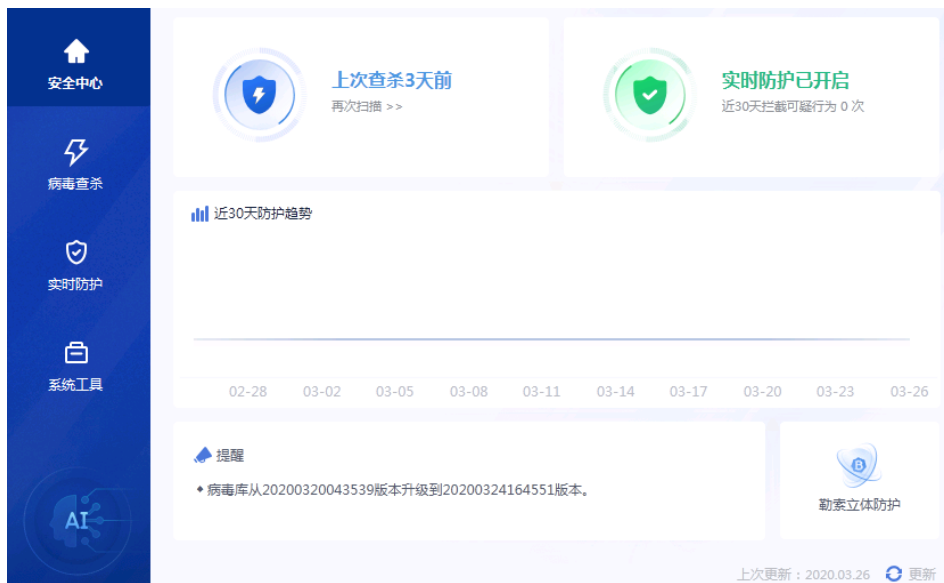 安全中心
病毒查杀
实时防护
系统工具
AI
上次查杀3天前
再次扫描 >>
实时防护已开启
近30天拦截可疑行为 0 次
近30天防护趋势
02-28 03-02 03-05 03-08 03-11 03-14 03-17 03-20 03-23 03-26
提醒
病毒库从20200320043539版本升级到20200324164551版本。
B
勒索立体防护
上次更新：2020.03.26 更新